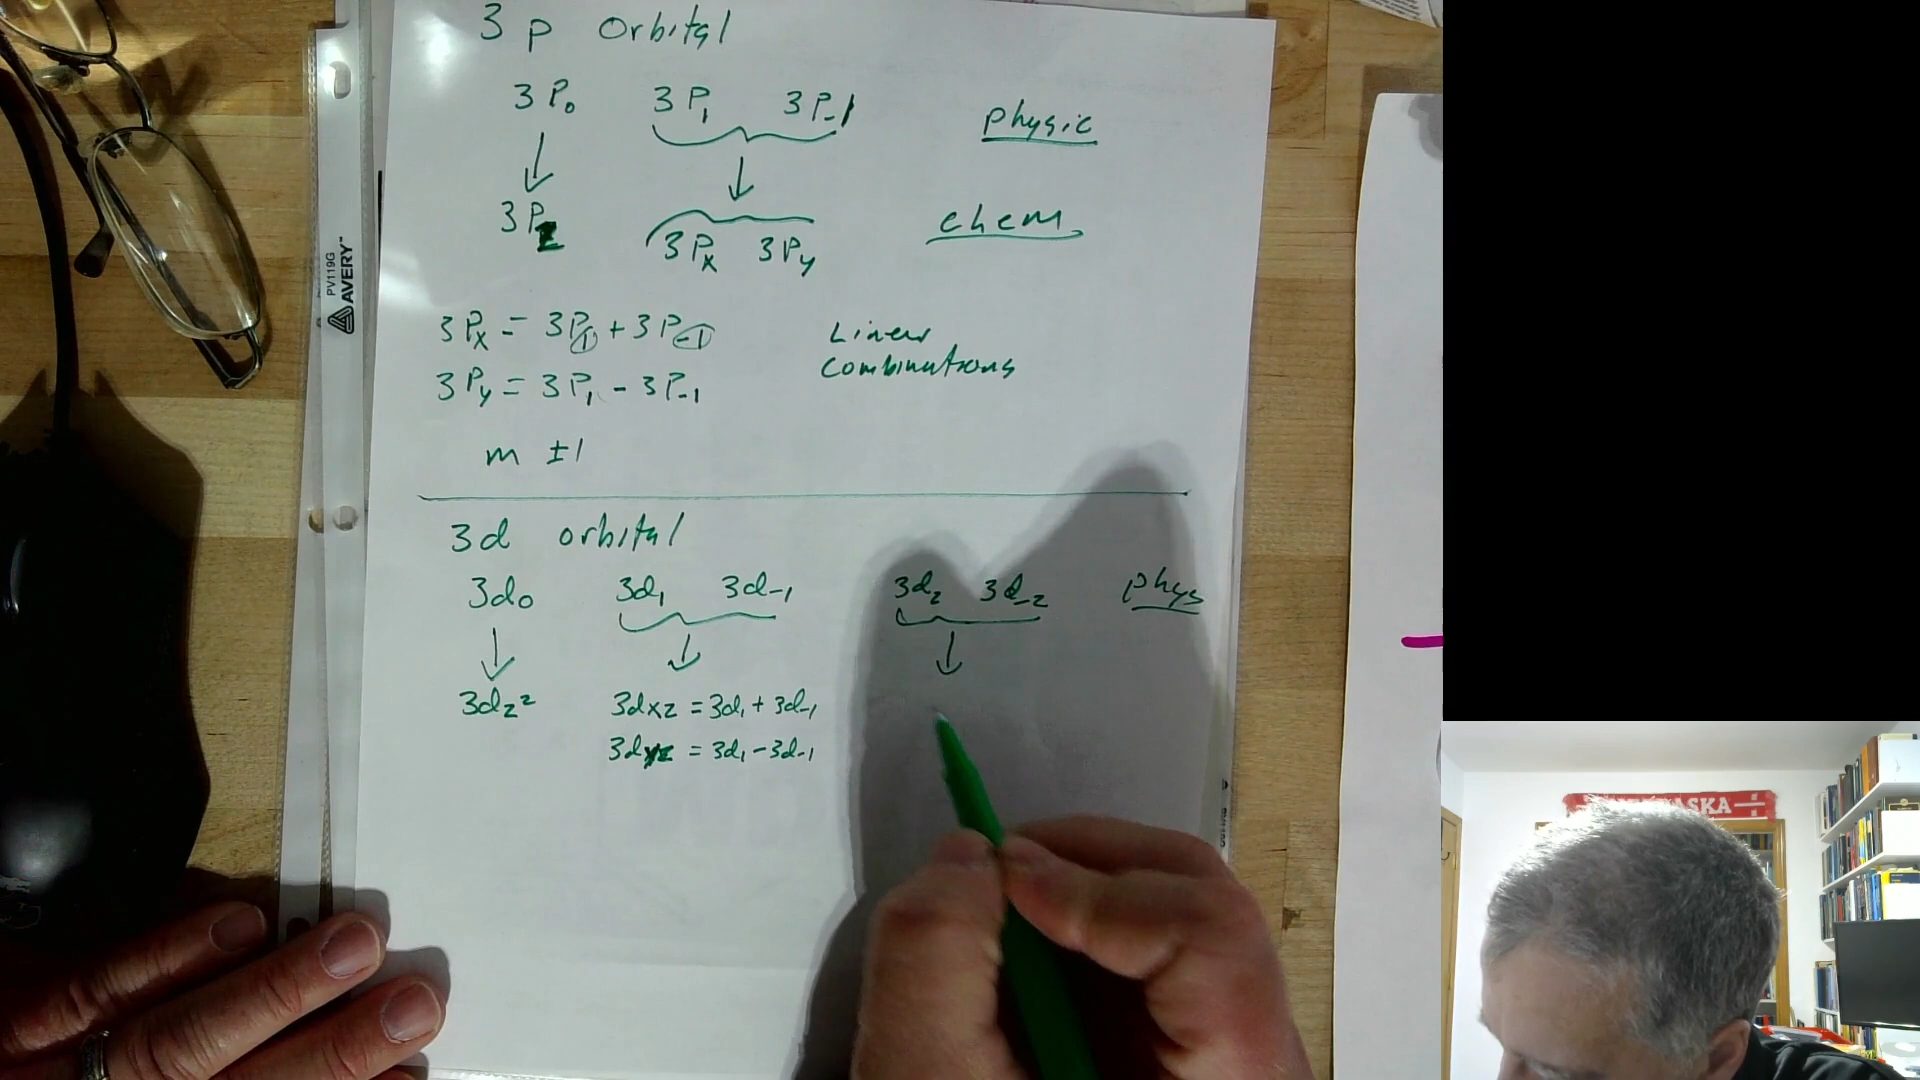 3p orbital
3P₀ 3P₁ 3P₋₁ physic
3Pz 3Px 3Py chem
3Px = 3P₁ + 3P₋₁ Linear
Combinations
3Py = 3P₁ - 3P₋₁
m ±1
3d orbital
3d₀ 3d₁ 3d₋₁ 3d₂ 3d₋₂ phys
3dz² 3dxz = 3d₁ + 3d₋₁
3dyz = 3d₁ - 3d₋₁
PV119G
AVERY™